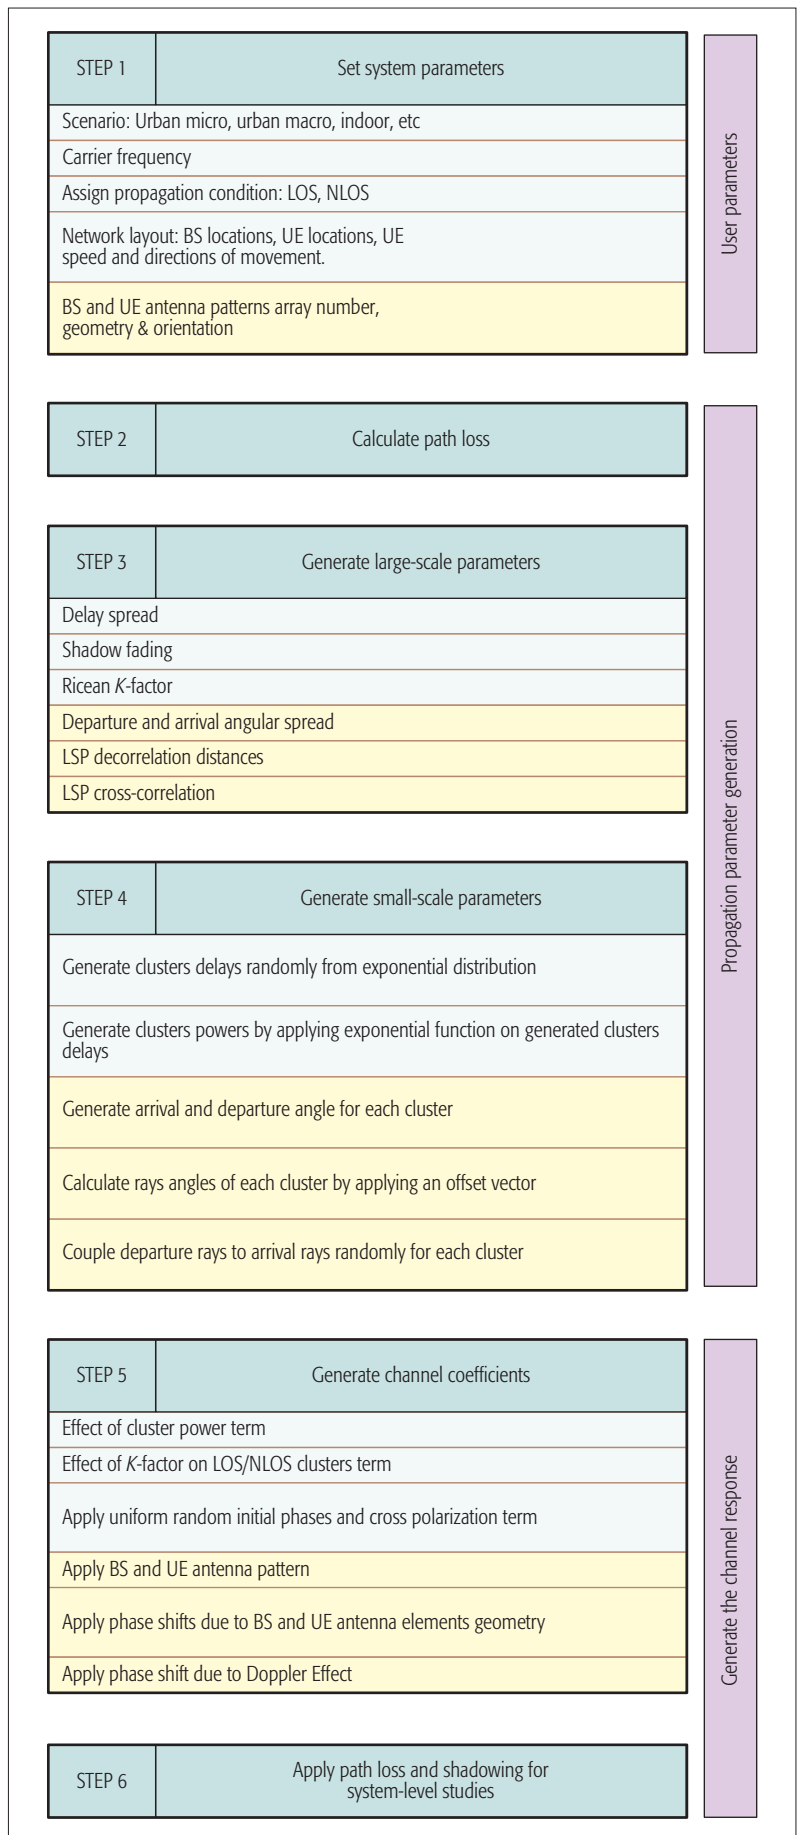 STEP 1
Set system parameters
Scenario: Urban micro, urban macro, indoor, etc
Carrier frequency
Assign propagation condition: LOS, NLOS
Network layout: BS locations, UE locations, UE
speed and directions of movement.
BS and UE antenna patterns array number,
geometry & orientation
User parameters
STEP 2
Calculate path loss
STEP 3
Generate large-scale parameters
Delay spread
Shadow fading
Ricean K-factor
Departure and arrival angular spread
LSP decorrelation distances
LSP cross-correlation
STEP 4
Generate small-scale parameters
Generate clusters delays randomly from exponential distribution
Generate clusters powers by applying exponential function on generated clusters
delays
Generate arrival and departure angle for each cluster
Calculate rays angles of each cluster by applying an offset vector
Couple departure rays to arrival rays randomly for each cluster
Propagation parameter generation
STEP 5
Generate channel coefficients
Effect of cluster power term
Effect of K-factor on LOS/NLOS clusters term
Apply uniform random initial phases and cross polarization term
Apply BS and UE antenna pattern
Apply phase shifts due to BS and UE antenna elements geometry
Apply phase shift due to Doppler Effect
STEP 6
Apply path loss and shadowing for
system-level studies
Generate the channel response